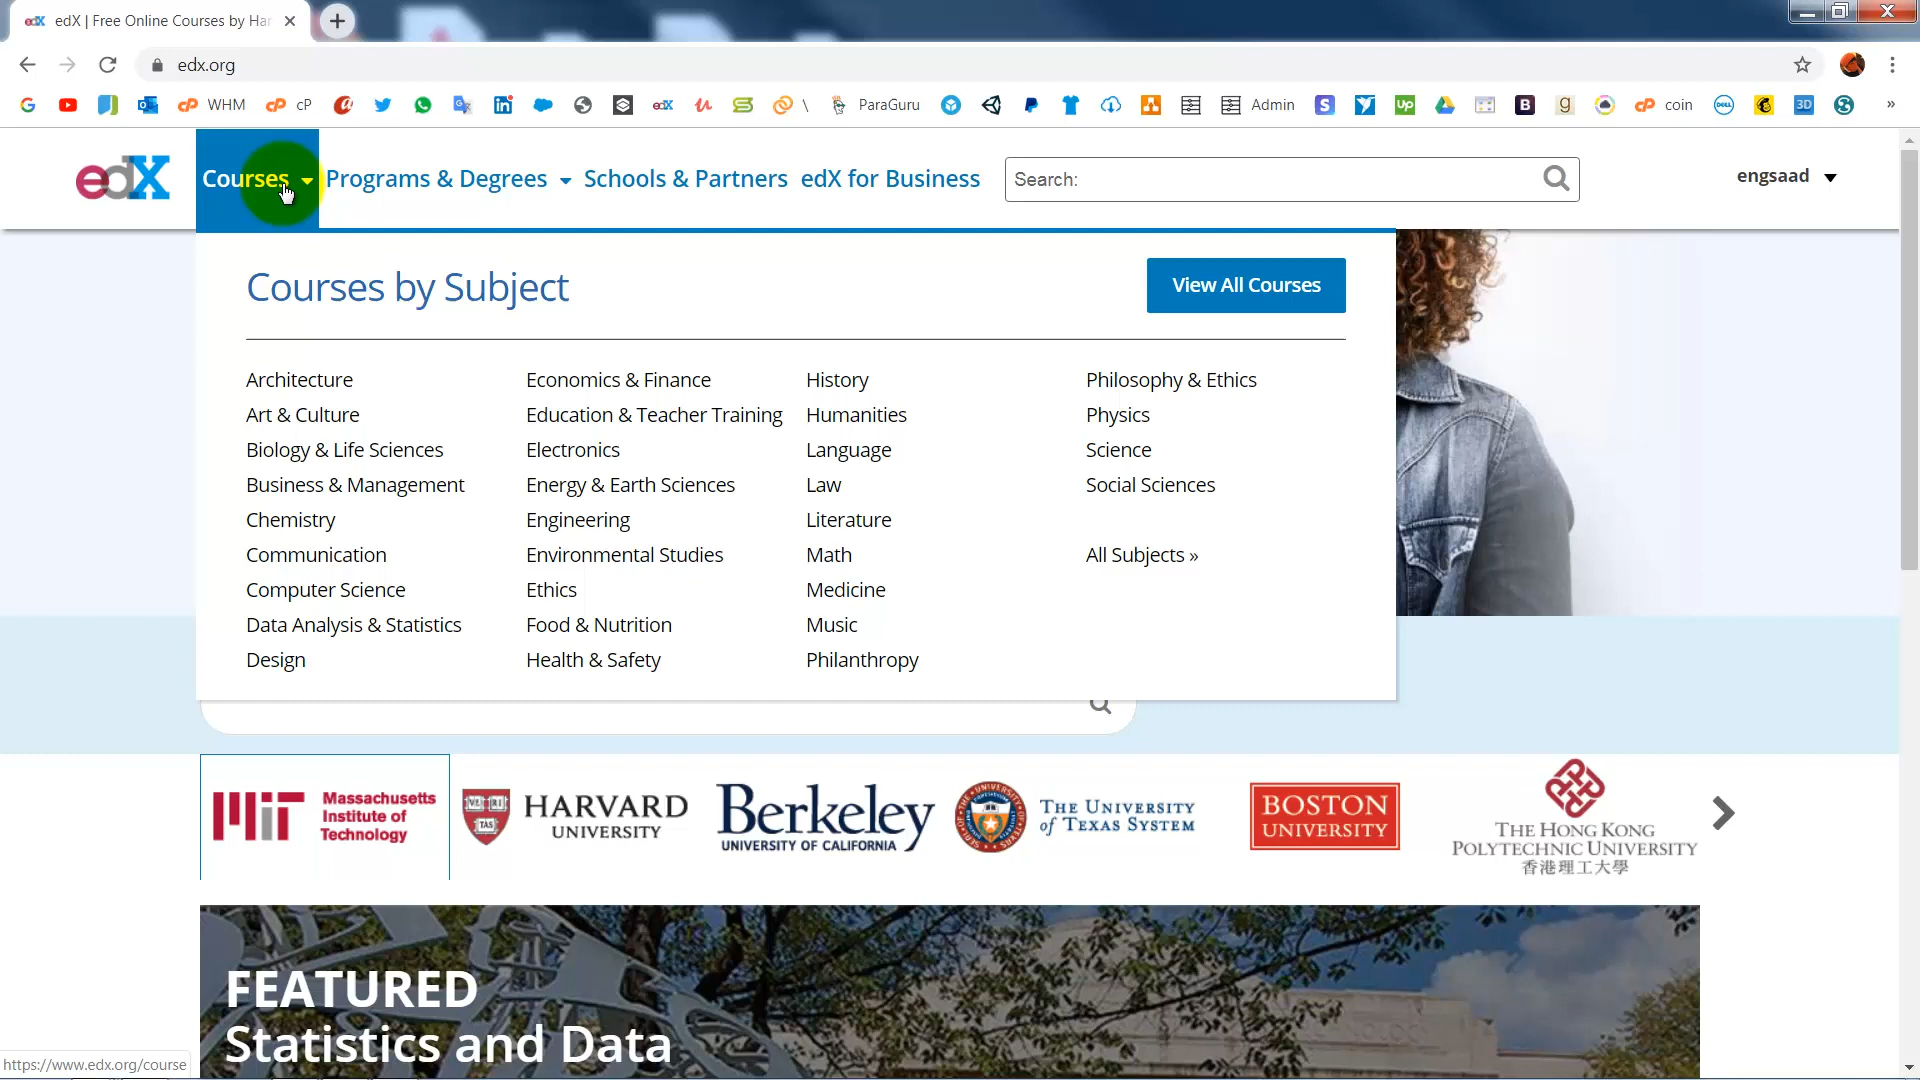 edX | Free Online Courses by Har
edx.org
WHM
cP
\
ParaGuru
Admin
coin
»
edX
Courses
Programs & Degrees
Schools & Partners
edX for Business
Search:
engsaad
Courses by Subject
View All Courses
Architecture
Art & Culture
Biology & Life Sciences
Business & Management
Chemistry
Communication
Computer Science
Data Analysis & Statistics
Design
Economics & Finance
Education & Teacher Training
Electronics
Energy & Earth Sciences
Engineering
Environmental Studies
Ethics
Food & Nutrition
Health & Safety
History
Humanities
Language
Law
Literature
Math
Medicine
Music
Philanthropy
Philosophy & Ethics
Physics
Science
Social Sciences
All Subjects »
MIT
Massachusetts
Institute of
Technology
VE RI TAS
HARVARD
UNIVERSITY
Berkeley
UNIVERSITY OF CALIFORNIA
THE UNIVERSITY
of TEXAS SYSTEM
BOSTON
UNIVERSITY
THE HONG KONG
POLYTECHNIC UNIVERSITY
香港理工大學
FEATURED
Statistics and Data
https://www.edx.org/course